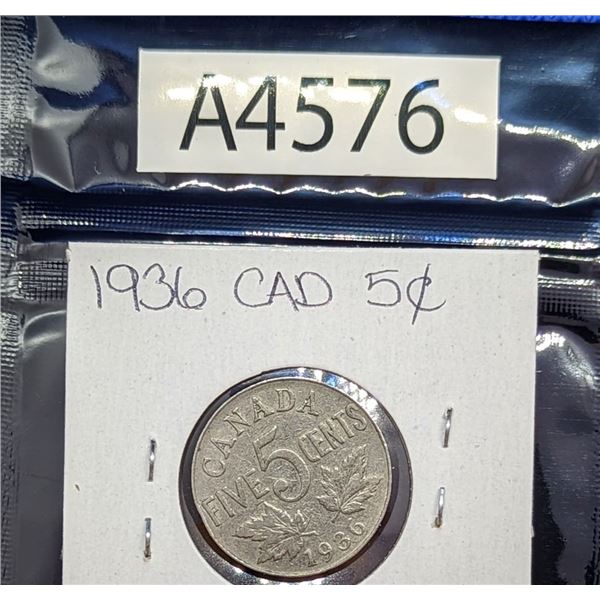 A4576
1936 CAD 5¢
CANADA
FIVE 5 CENTS
1936